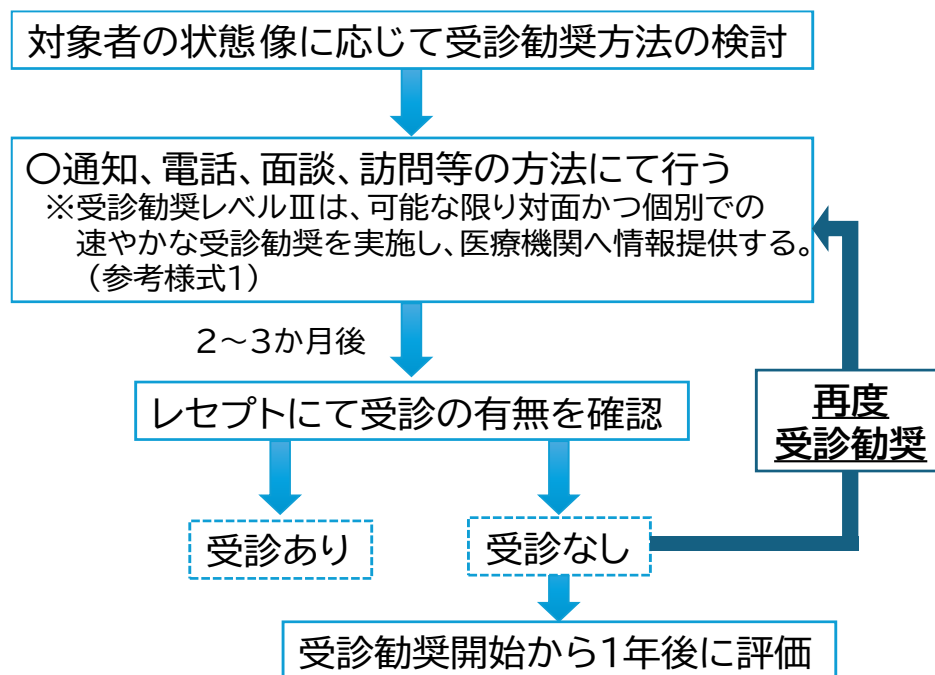 対象者の状態像に応じて受診勧奨方法の検討
〇通知、電話、面談、訪問等の方法にて行う
※受診勧奨レベルⅢは、可能な限り対面かつ個別での
速やかな受診勧奨を実施し、医療機関へ情報提供する。
（参考様式1）
2～3か月後
レセプトにて受診の有無を確認
再度
受診勧奨
受診あり
受診なし
受診勧奨開始から1年後に評価